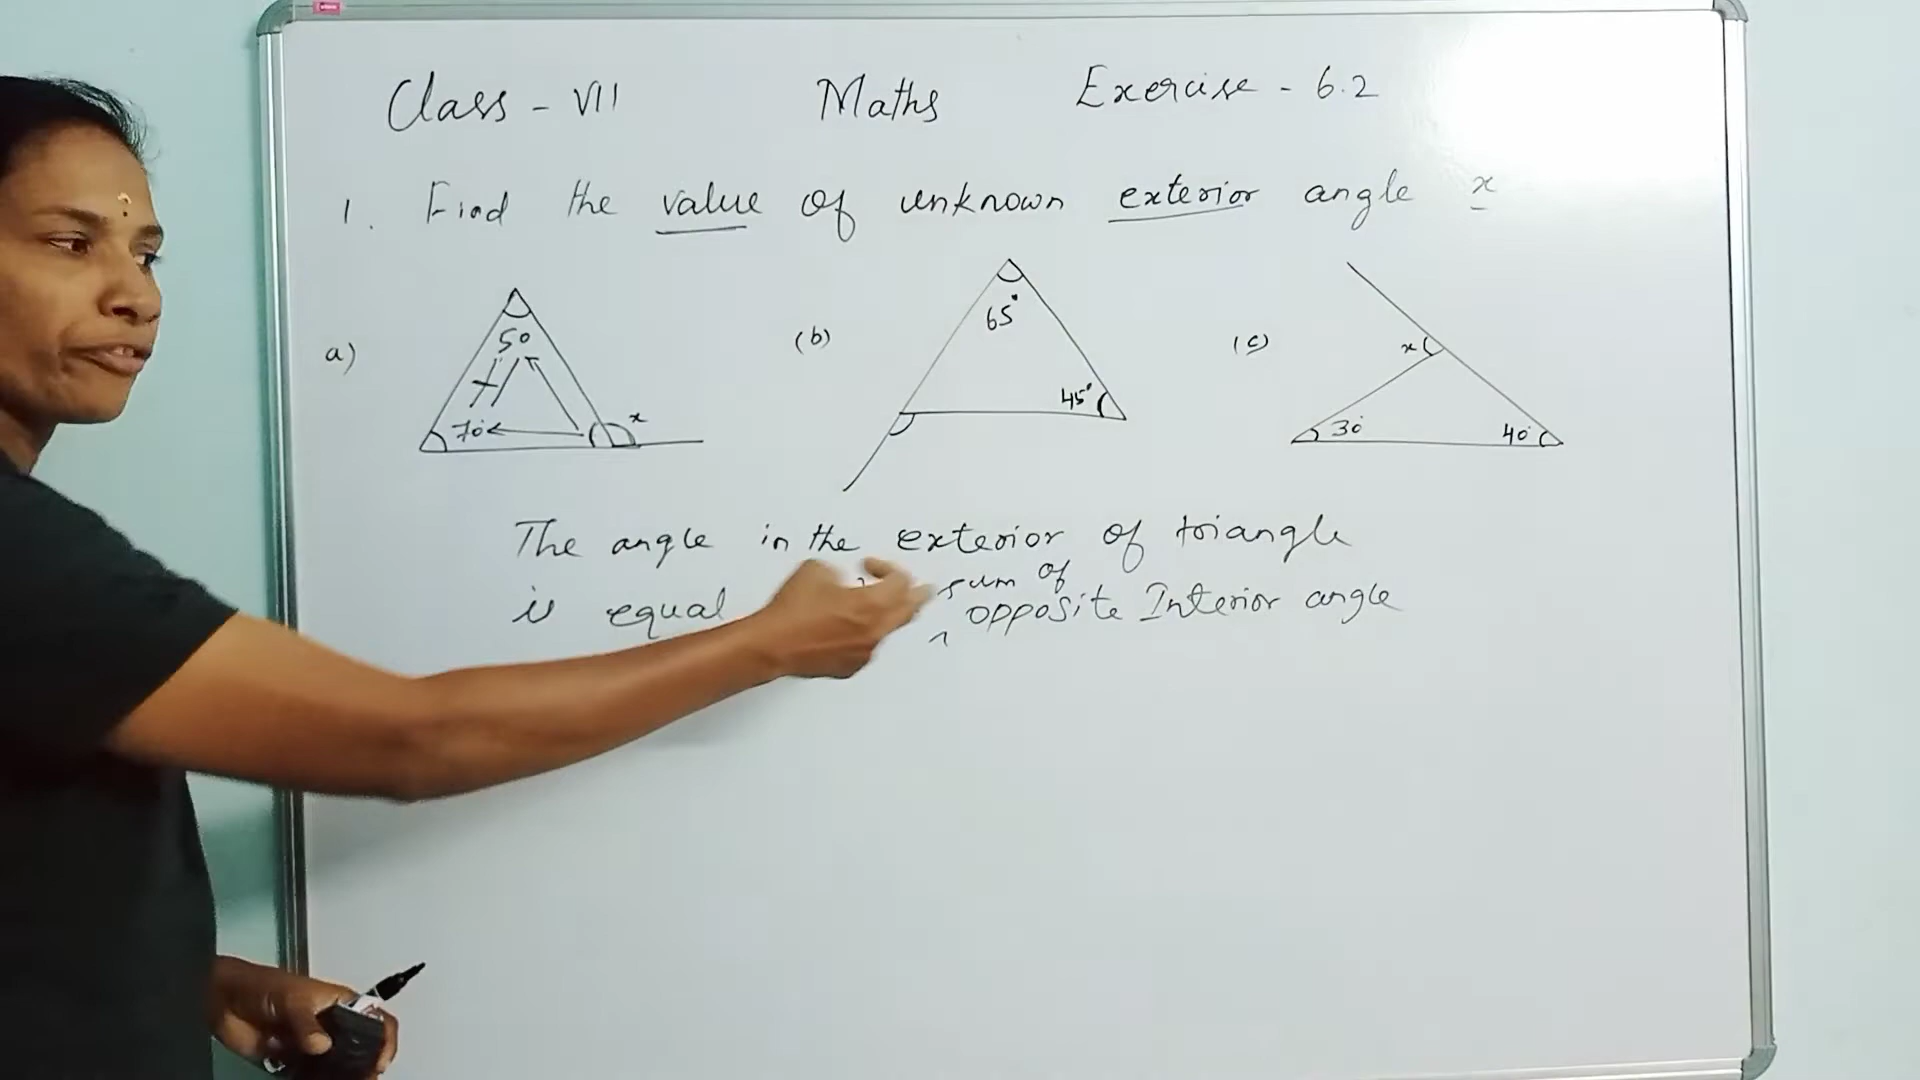 Class - VII Maths Exercise - 6.2
1. Find the value of unknown exterior angle x
a) 50 70° x
(b) 65° 45°
(c) x 30° 40°
The angle in the exterior of triangle
is equal sum of opposite Interior angle